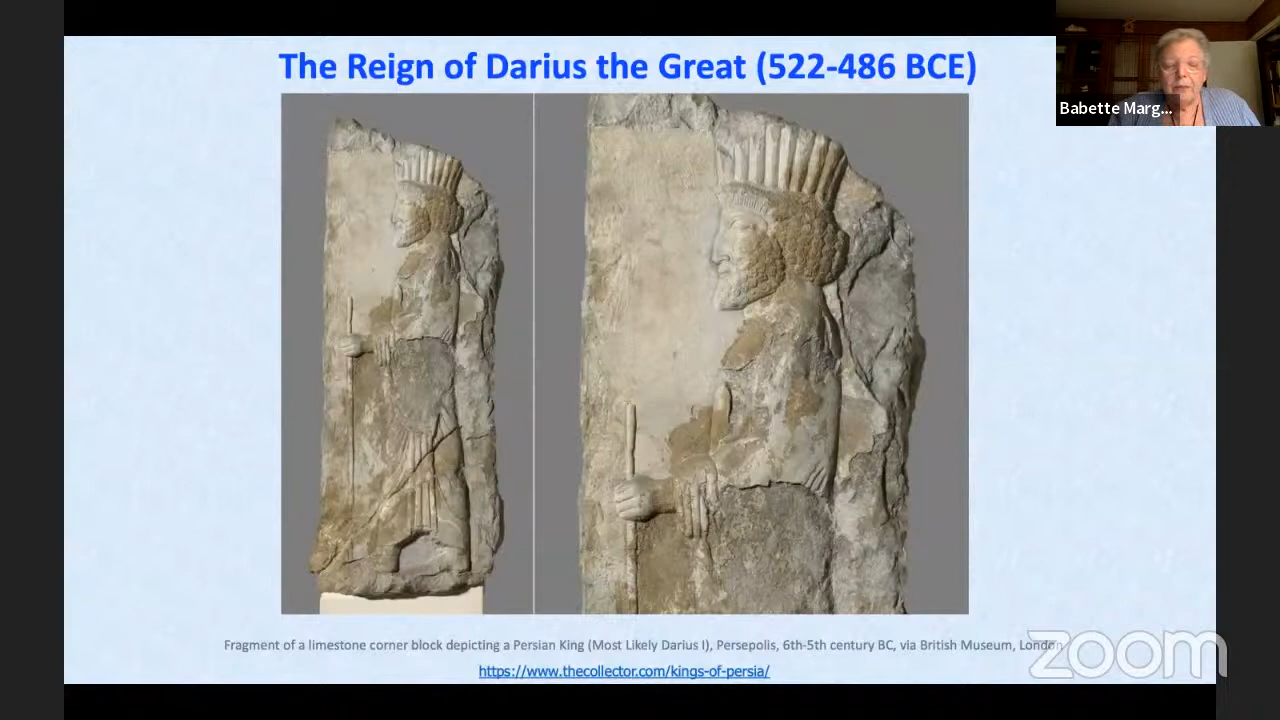 The Reign of Darius the Great (522-486 BCE)
Babette Marg...
Fragment of a limestone corner block depicting a Persian King (Most Likely Darius I), Persepolis, 6th-5th century BC, via British Museum, London
https://www.thecollector.com/kings-of-persia/
zoom